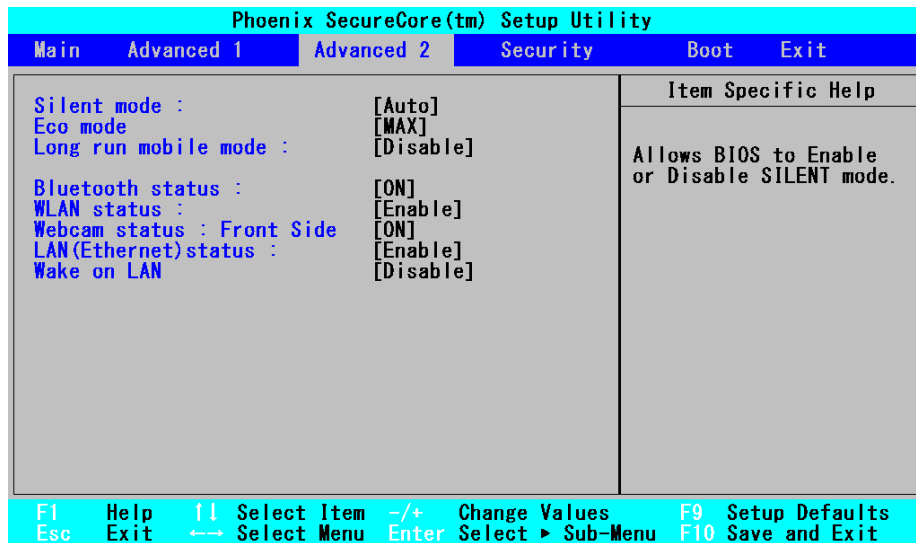 Phoenix SecureCore(tm) Setup Utility
Main Advanced 1 Advanced 2 Security Boot Exit
Silent mode : [Auto]
Eco mode [MAX]
Long run mobile mode : [Disable]
Bluetooth status : [ON]
WLAN status : [Enable]
Webcam status : Front Side [ON]
LAN(Ethernet)status : [Enable]
Wake on LAN [Disable]
Item Specific Help
Allows BIOS to Enable
or Disable SILENT mode.
F1 Help ↑↓ Select Item -/+ Change Values F9 Setup Defaults
Esc Exit ←→ Select Menu Enter Select ► Sub-Menu F10 Save and Exit